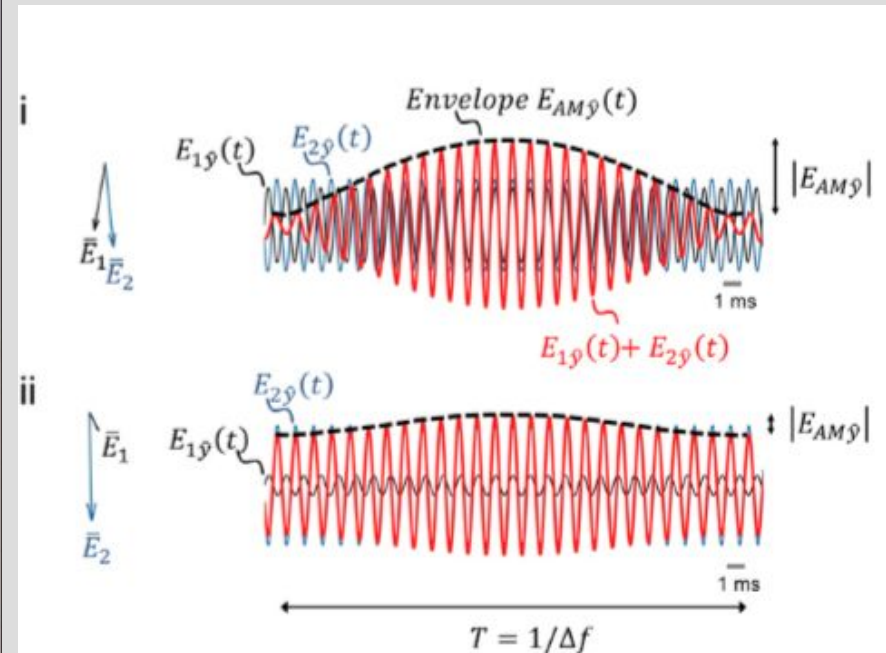 i
Envelope E_AMŷ(t)
E_1ŷ(t)
E_2ŷ(t)
|E_AMŷ|
Ē_1
Ē_2
1 ms
E_1ŷ(t)+ E_2ŷ(t)
ii
E_2ŷ(t)
E_1ŷ(t)
|E_AMŷ|
Ē_1
Ē_2
1 ms
T = 1/Δf